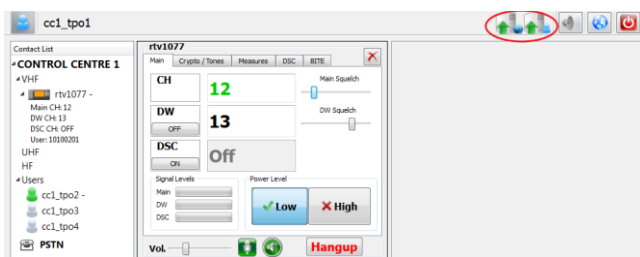 cc1_tpo1
Contact List
CONTROL CENTRE 1
VHF
rtv1077 -
Main CH:12
DW CH: 13
DSC CH: OFF
User: 10100201
UHF
HF
Users
cc1_tpo2 -
cc1_tpo3
cc1_tpo4
PSTN
rtv1077
Main Crypto / Tones Measures DSC BITE
CH
12
Main Squelch
DW
OFF
13
DW Squelch
DSC
ON
Off
Signal Levels
Main
DW
DSC
Power Level
Low
High
Vol.
Hangup